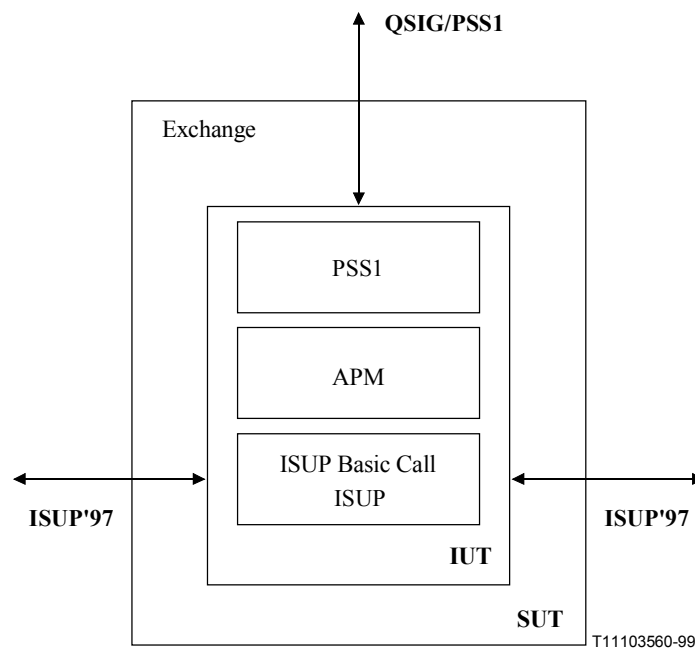 QSIG/PSS1
Exchange
PSS1
APM
ISUP Basic Call
ISUP
ISUP'97
ISUP'97
IUT
SUT
T11103560-99